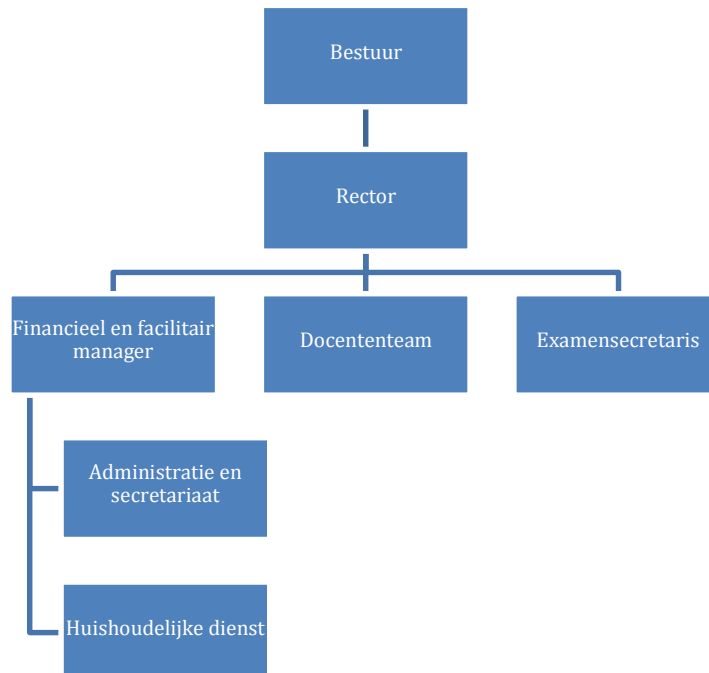 Bestuur
Rector
Financieel en facilitair
manager
Docententeam
Examensecretaris
Administratie en
secretariaat
Huishoudelijke dienst